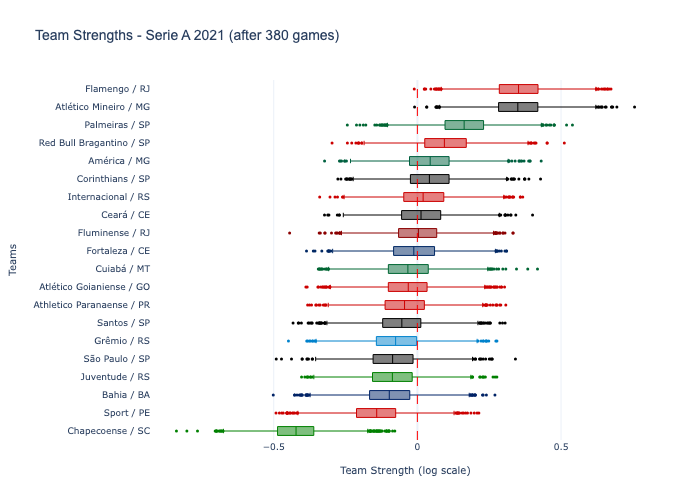 Team Strengths - Serie A 2021 (after 380 games)
Flamengo / RJ
Atlético Mineiro / MG
Palmeiras / SP
Red Bull Bragantino / SP
América / MG
Corinthians / SP
Internacional / RS
Ceará / CE
Fluminense / RJ
Fortaleza / CE
Cuiabá / MT
Atlético Goianiense / GO
Athletico Paranaense / PR
Santos / SP
Grêmio / RS
São Paulo / SP
Juventude / RS
Bahia / BA
Sport / PE
Chapecoense / SC
Teams
−0.5 0 0.5
Team Strength (log scale)